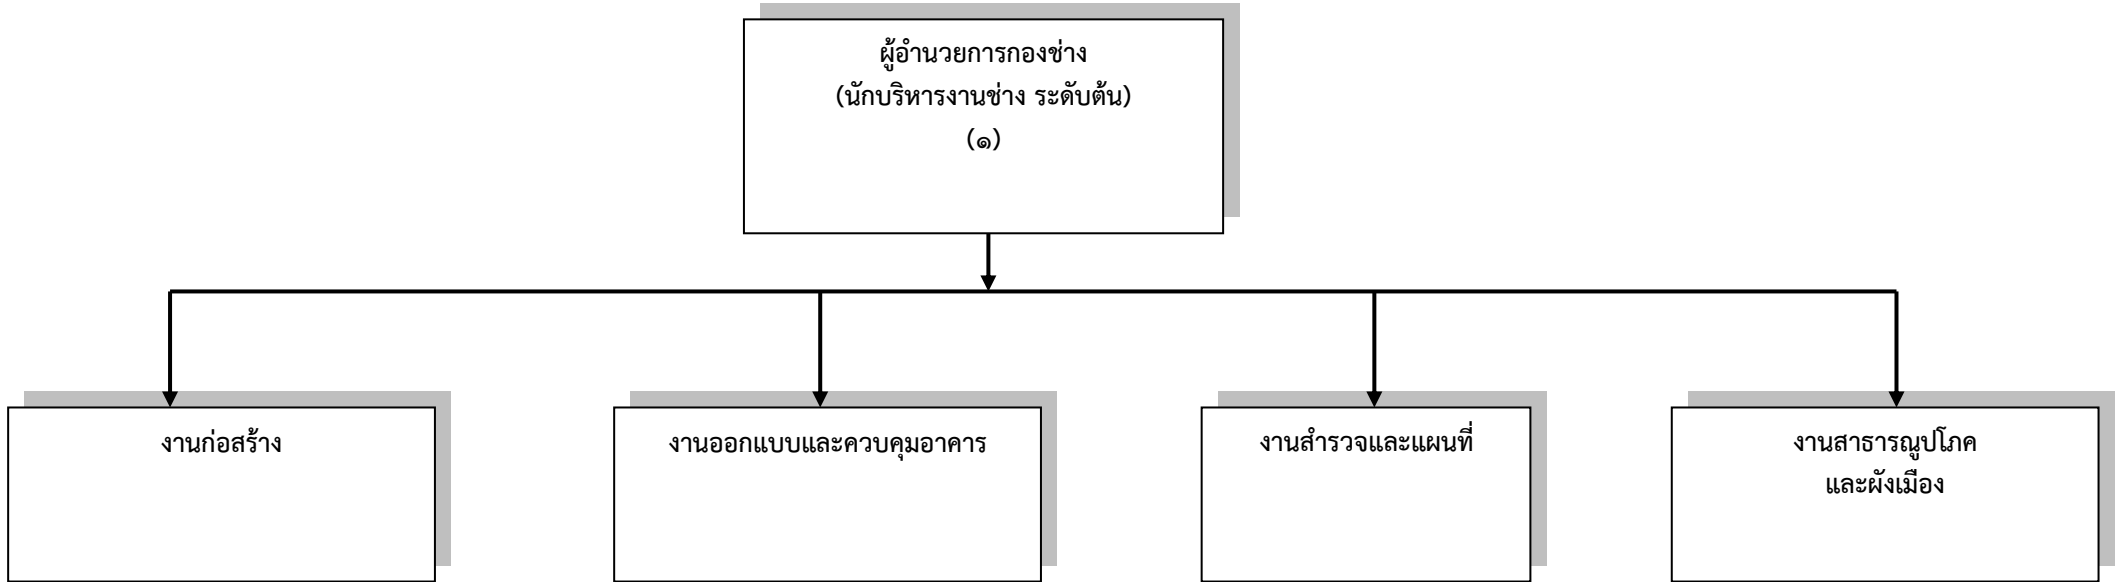 ผู้อำนวยการกองช่าง
(นักบริหารงานช่าง ระดับต้น)
(๑)
งานก่อสร้าง
งานออกแบบและควบคุมอาคาร
งานสำรวจและแผนที่
งานสาธารณูปโภค
และผังเมือง